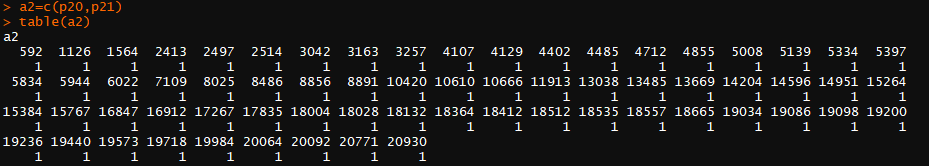 > a2=c(p20,p21)
> table(a2)
a2
592 1126 1564 2413 2497 2514 3042 3163 3257 4107 4129 4402 4485 4712 4855 5008 5139 5334 5397
1 1 1 1 1 1 1 1 1 1 1 1 1 1 1 1 1 1 1
5834 5944 6022 7109 8025 8486 8856 8891 10420 10610 10666 11913 13038 13485 13669 14204 14596 14951 15264
1 1 1 1 1 1 1 1 1 1 1 1 1 1 1 1 1 1 1
15384 15767 16847 16912 17267 17835 18004 18028 18132 18364 18412 18512 18535 18557 18665 19034 19086 19098 19200
1 1 1 1 1 1 1 1 1 1 1 1 1 1 1 1 1 1 1
19236 19440 19573 19718 19984 20064 20092 20771 20930
1 1 1 1 1 1 1 1 1